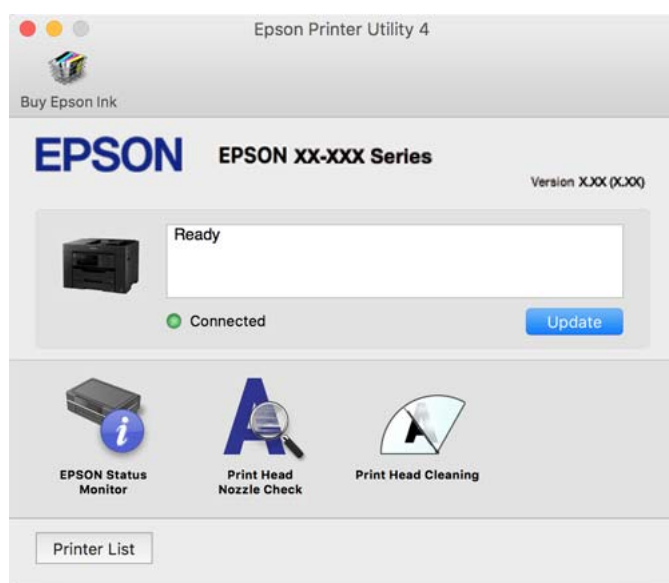 Epson Printer Utility 4
Buy Epson Ink
EPSON
EPSON XX-XXX Series
Version X.XX (X.XX)
Ready
Connected
Update
EPSON Status
Monitor
Print Head
Nozzle Check
Print Head Cleaning
Printer List